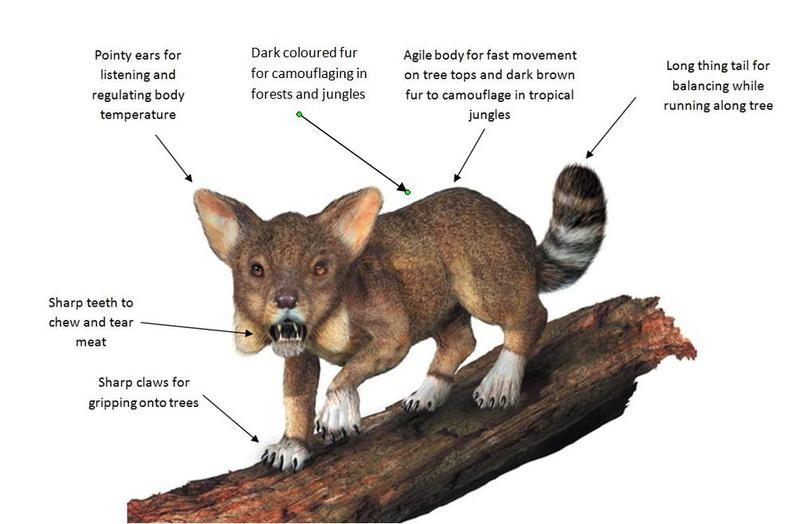 Pointy ears for
listening and
regulating body
temperature
Dark coloured fur
for camouflaging in
forests and jungles
Agile body for fast movement
on tree tops and dark brown
fur to camouflage in tropical
jungles
Long thing tail for
balancing while
running along tree
Sharp teeth to
chew and tear
meat
Sharp claws for
gripping onto trees